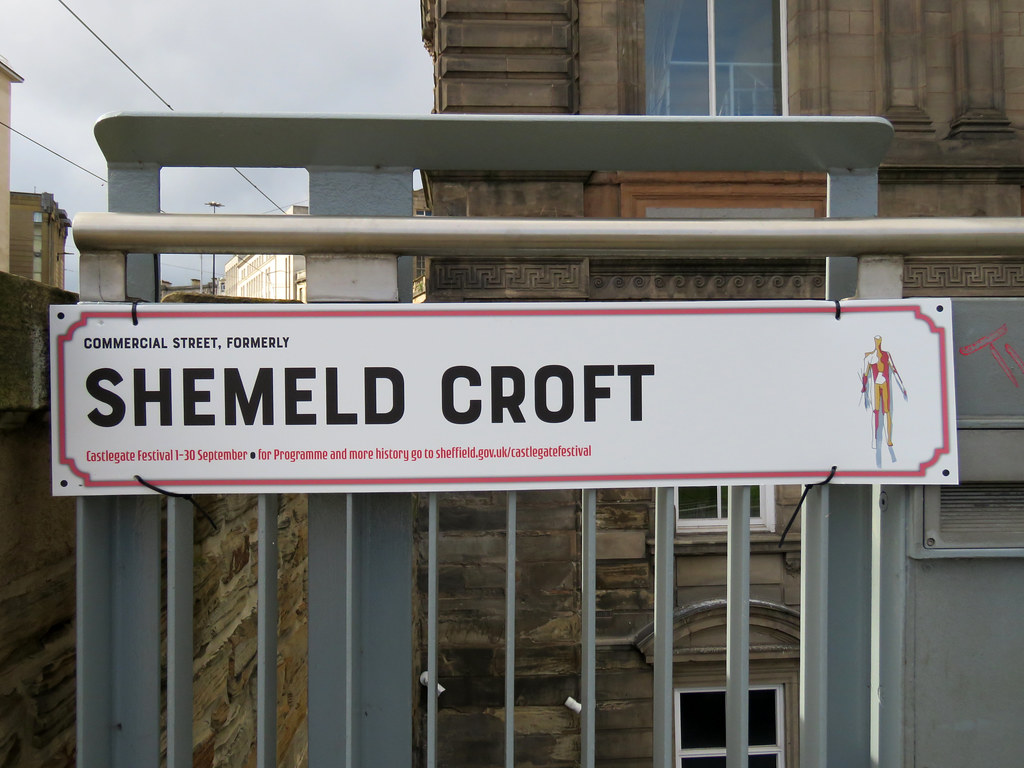 COMMERCIAL STREET, FORMERLY
SHEMELD CROFT
Castlegate Festival 1-30 September • for Programme and more history go to sheffield.gov.uk/castlegatefestival